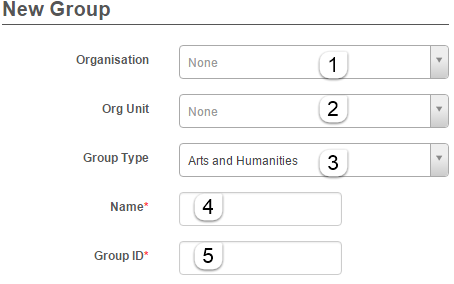 New Group
Organisation None 1
Org Unit None 2
Group Type Arts and Humanities 3
Name* 4
Group ID* 5